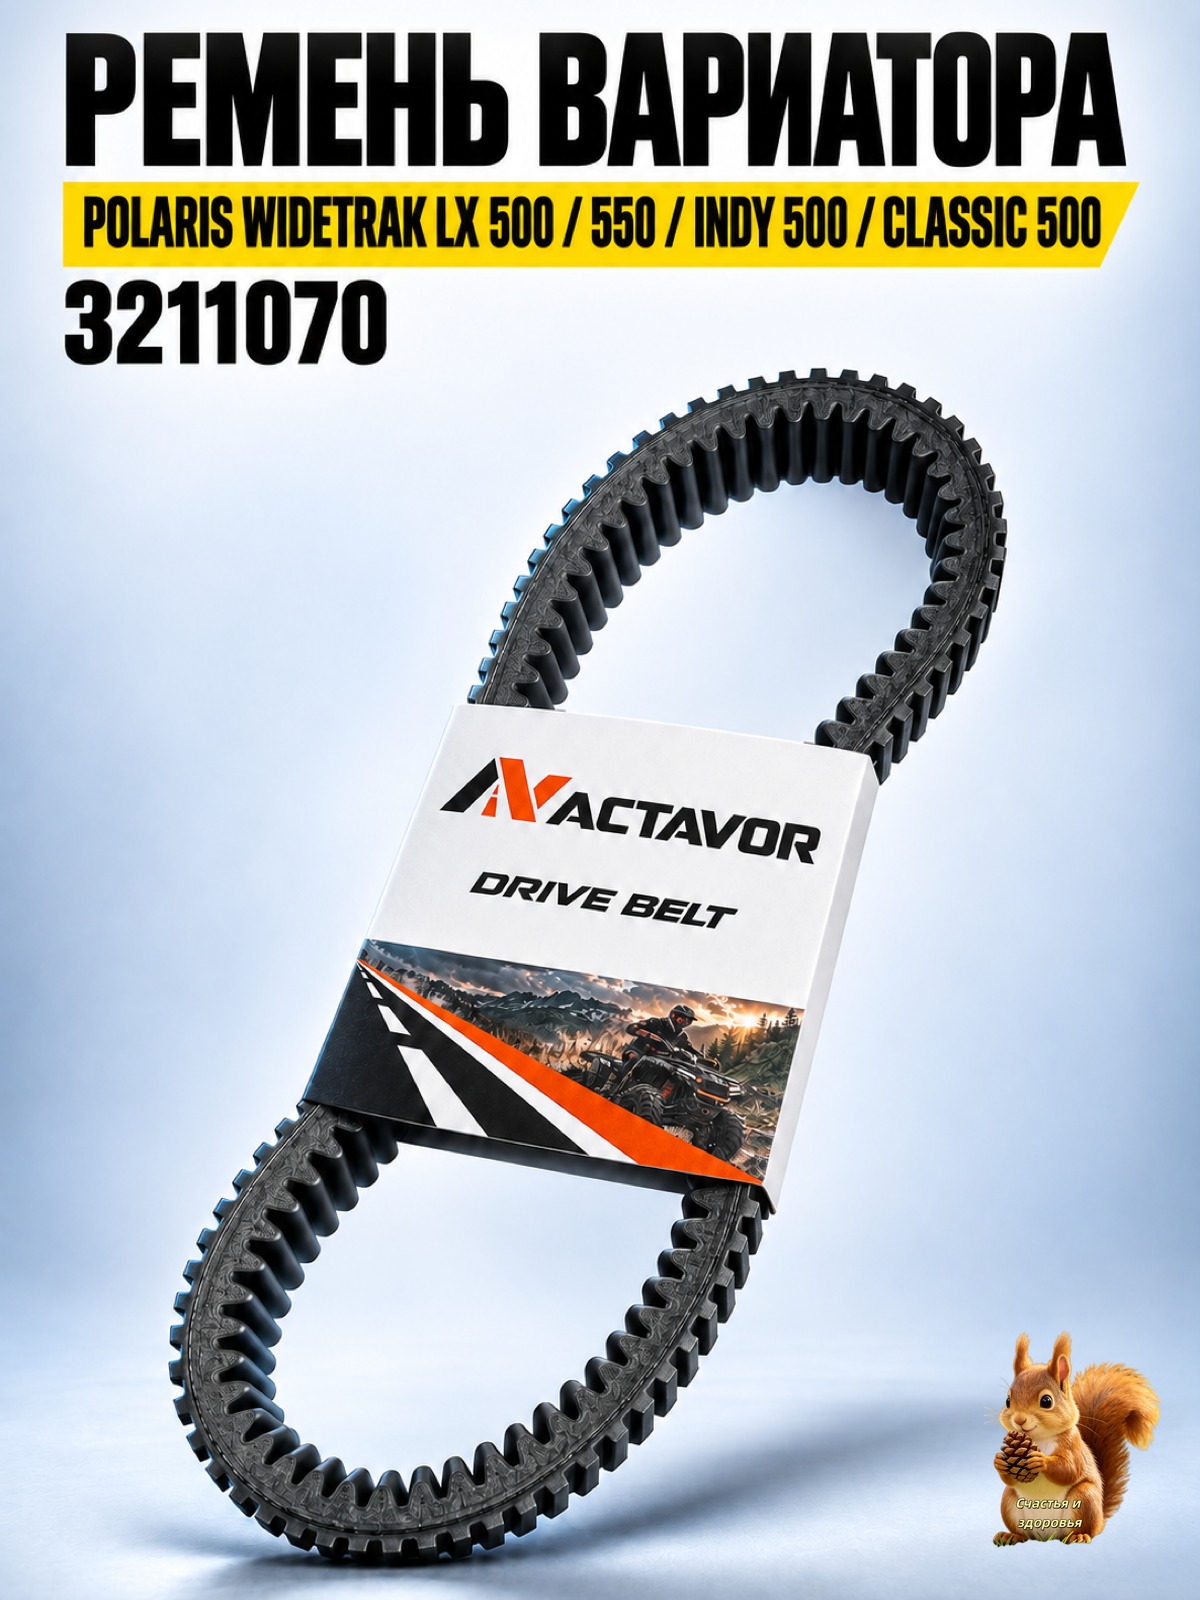 РЕМЕНЬ ВАРИАТОРА
POLARIS WIDETRAK LX 500 / 550 / INDY 500 / CLASSIC 500
3211070
ACTAVOR
DRIVE BELT
Счастья и
здоровья